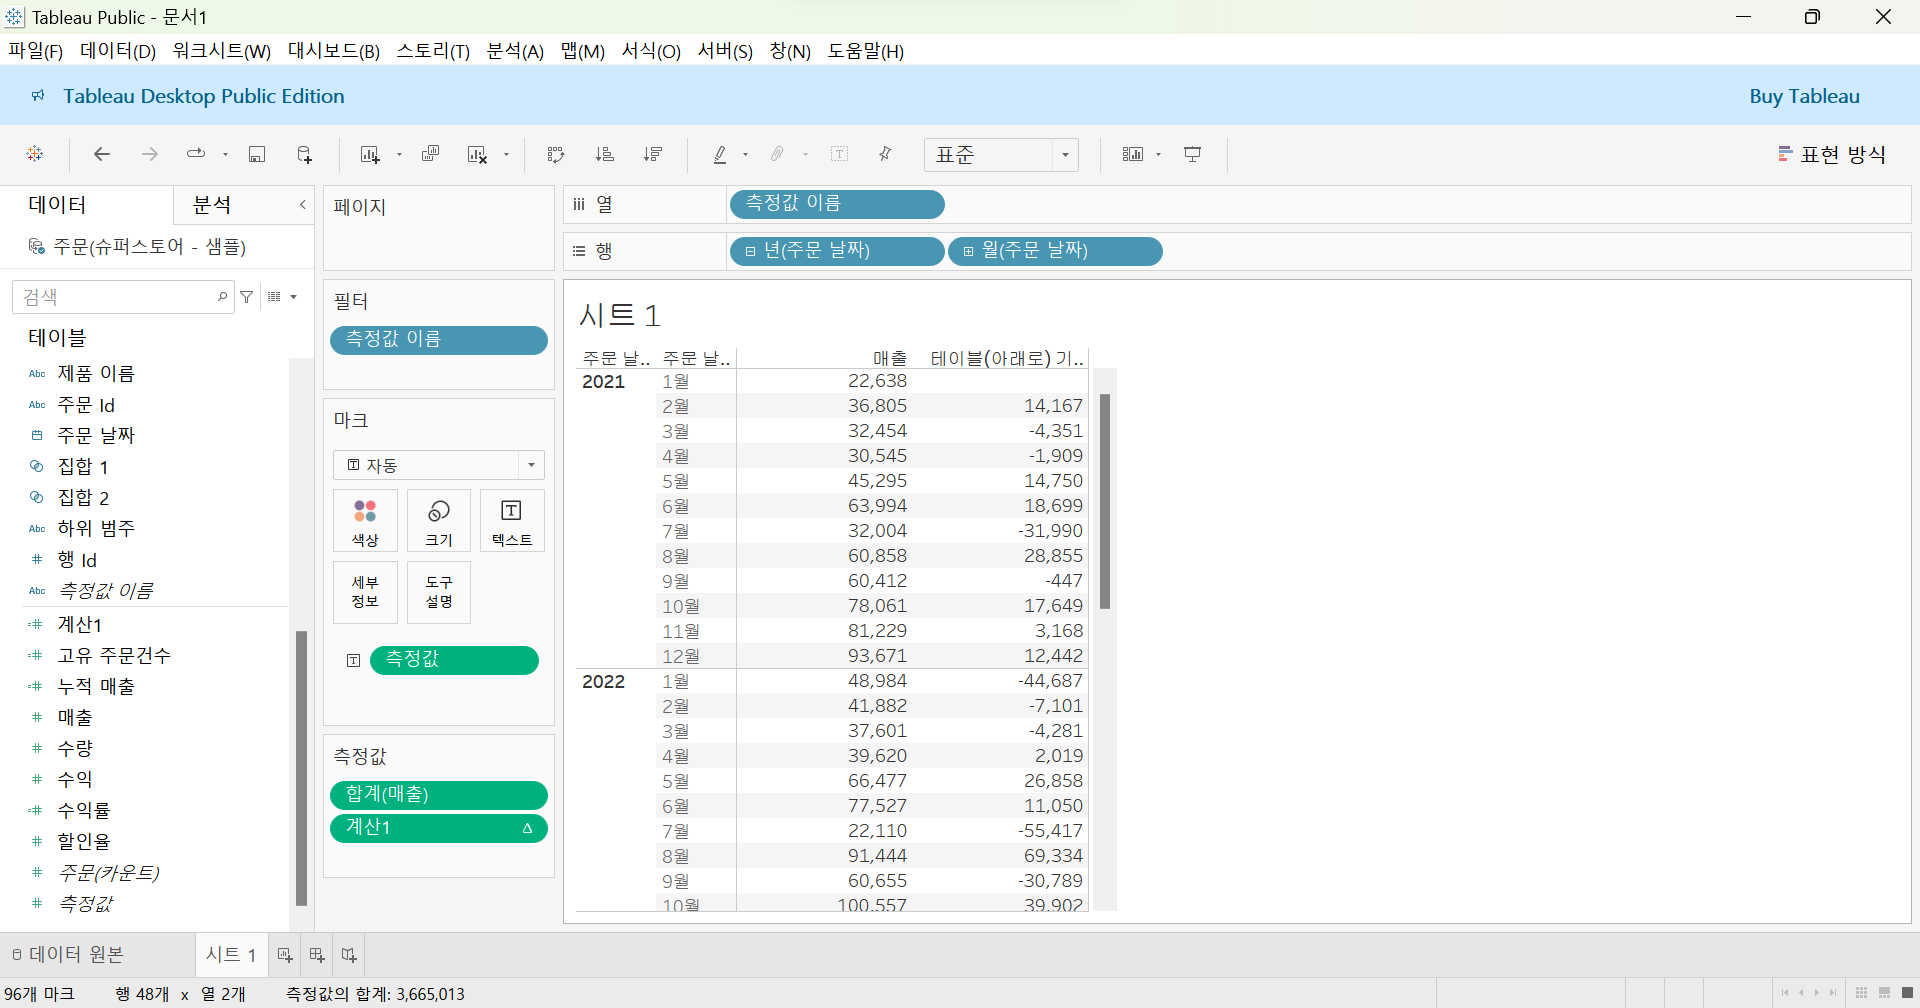 Tableau Public - 문서1
파일(F) 데이터(D) 워크시트(W) 대시보드(B) 스토리(T) 분석(A) 맵(M) 서식(O) 서버(S) 창(N) 도움말(H)
Tableau Desktop Public Edition Buy Tableau
표준 표현 방식
데이터 분석
주문(슈퍼스토어 - 샘플)
검색
테이블
Abc 제품 이름
Abc 주문 Id
주문 날짜
집합 1
집합 2
Abc 하위 범주
# 행 Id
Abc 측정값 이름
=# 계산1
=# 고유 주문건수
=# 누적 매출
# 매출
# 수량
# 수익
=# 수익률
# 할인율
# 주문(카운트)
# 측정값
페이지
필터
측정값 이름
마크
자동
색상 크기 텍스트
세부 정보 도구 설명
측정값
측정값
합계(매출)
계산1 Δ
열 측정값 이름
행 년(주문 날짜) 월(주문 날짜)
시트 1
주문 날.. 주문 날.. 매출 테이블(아래로) 기..
2021 1월 22,638
2월 36,805 14,167
3월 32,454 -4,351
4월 30,545 -1,909
5월 45,295 14,750
6월 63,994 18,699
7월 32,004 -31,990
8월 60,858 28,855
9월 60,412 -447
10월 78,061 17,649
11월 81,229 3,168
12월 93,671 12,442
2022 1월 48,984 -44,687
2월 41,882 -7,101
3월 37,601 -4,281
4월 39,620 2,019
5월 66,477 26,858
6월 77,527 11,050
7월 22,110 -55,417
8월 91,444 69,334
9월 60,655 -30,789
10월 100,557 39,902
데이터 원본 시트 1
96개 마크 행 48개 x 열 2개 측정값의 합계: 3,665,013